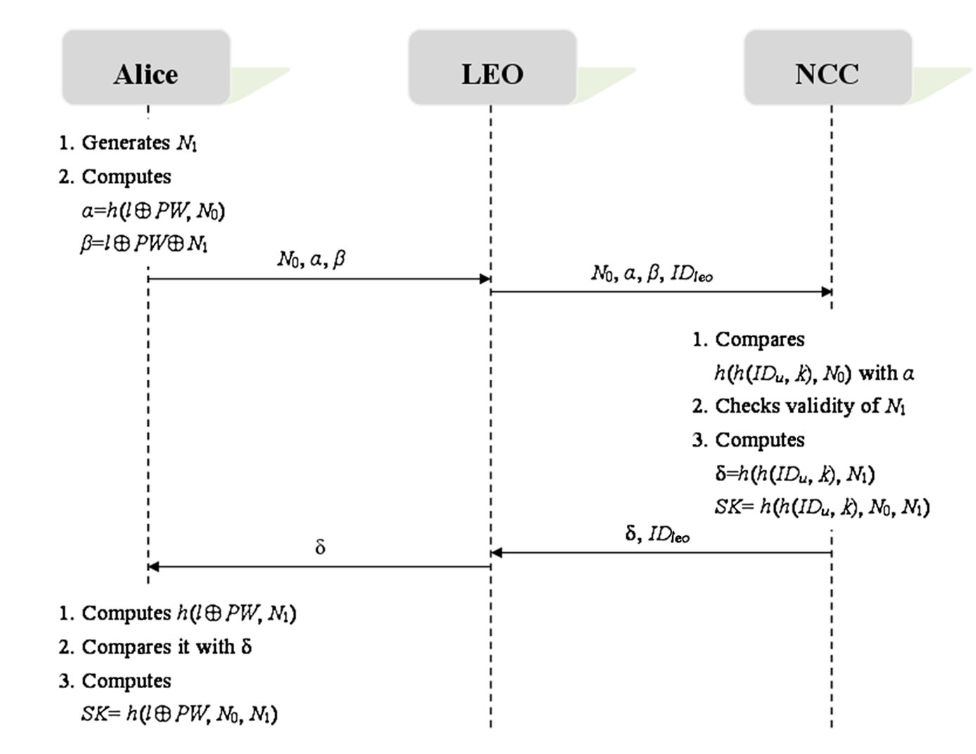 Alice
LEO
NCC
1. Generates N₁
2. Computes
α=h(l⊕PW, N₀)
β=l⊕PW⊕N₁
N₀, α, β
N₀, α, β, IDₗₑₒ
1. Compares
h(h(IDᵤ, k), N₀) with α
2. Checks validity of N₁
3. Computes
δ=h(h(IDᵤ, k), N₁)
SK= h(h(IDᵤ, k), N₀, N₁)
δ, IDₗₑₒ
δ
1. Computes h(l⊕PW, N₁)
2. Compares it with δ
3. Computes
SK= h(l⊕PW, N₀, N₁)